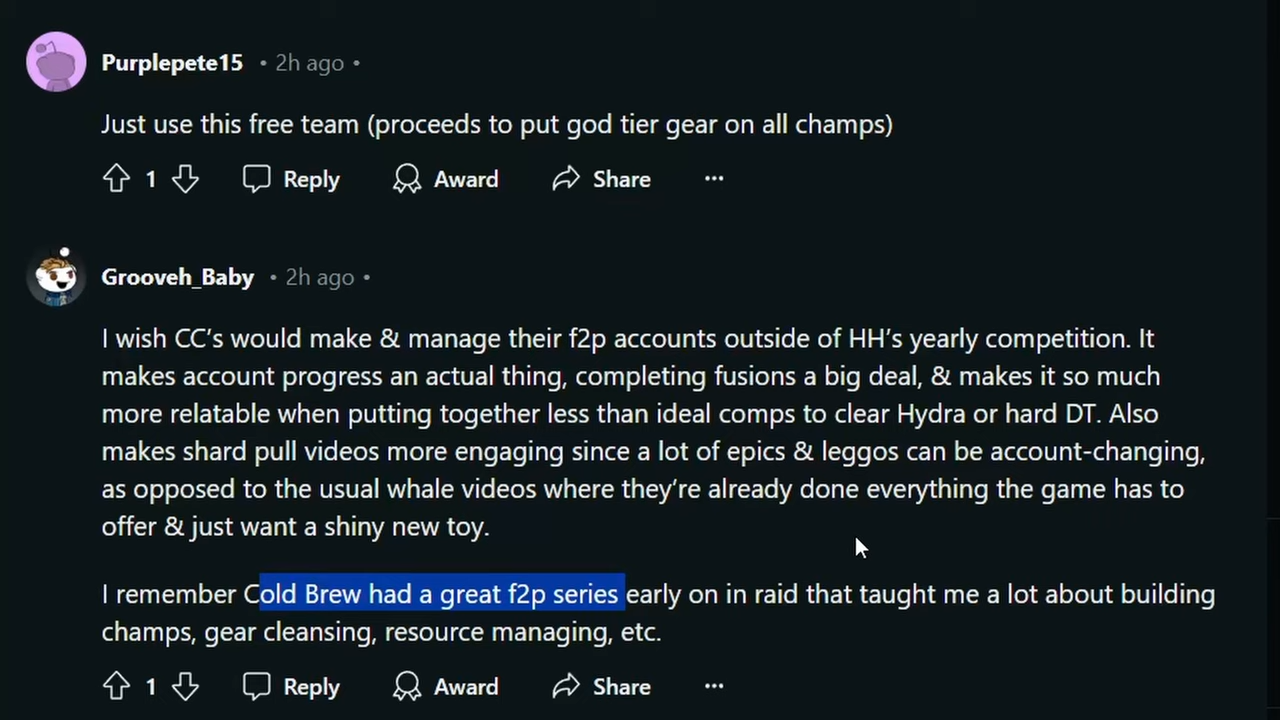 Purplepete15 • 2h ago •
Just use this free team (proceeds to put god tier gear on all champs)
1 Reply Award Share ...
Grooveh_Baby • 2h ago •
I wish CC’s would make & manage their f2p accounts outside of HH’s yearly competition. It
makes account progress an actual thing, completing fusions a big deal, & makes it so much
more relatable when putting together less than ideal comps to clear Hydra or hard DT. Also
makes shard pull videos more engaging since a lot of epics & leggos can be account-changing,
as opposed to the usual whale videos where they’re already done everything the game has to
offer & just want a shiny new toy.
I remember Cold Brew had a great f2p series early on in raid that taught me a lot about building
champs, gear cleansing, resource managing, etc.
1 Reply Award Share ...